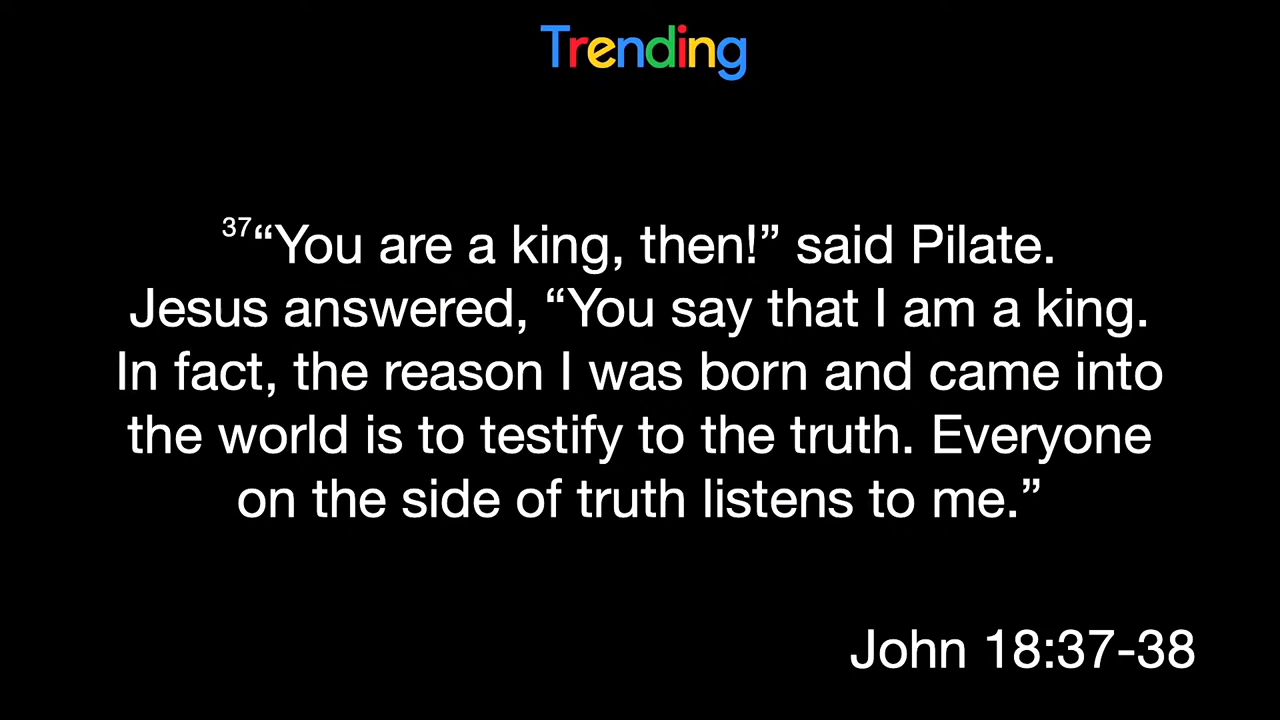 Trending
37“You are a king, then!” said Pilate.
Jesus answered, “You say that I am a king.
In fact, the reason I was born and came into
the world is to testify to the truth. Everyone
on the side of truth listens to me.”
John 18:37-38